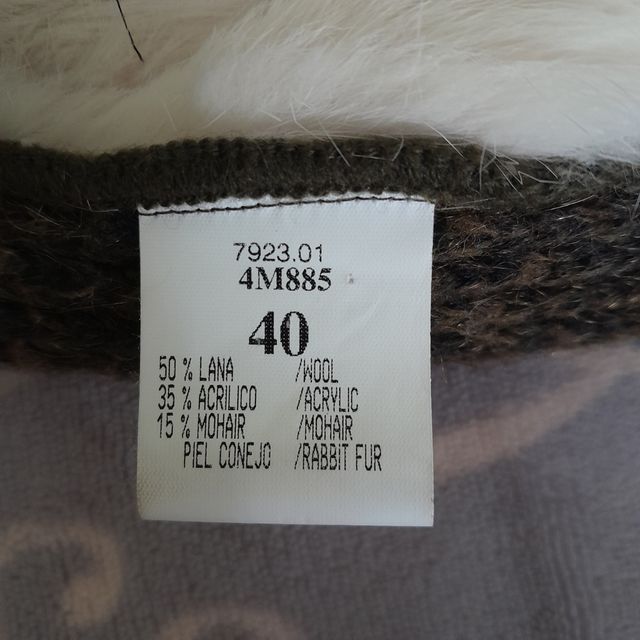 7923.01
4M885
40
50 % LANA /WOOL
35 % ACRILICO /ACRYLIC
15 % MOHAIR /MOHAIR
PIEL CONEJO /RABBIT FUR